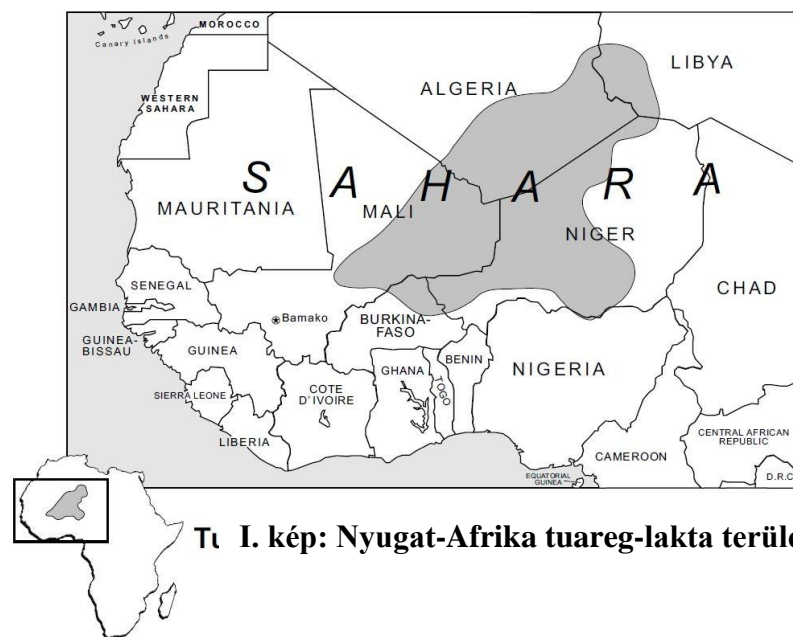 MOROCCO
Canary Islands
LIBYA
ALGERIA
WESTERN
SAHARA
SAHARA
MAURITANIA
MALI
NIGER
SENEGAL
CHAD
GAMBIA
Bamako
BURKINA-
FASO
GUINEA-
BISSAU
GUINEA
BENIN
NIGERIA
GHANA
TOGO
SIERRA LEONE
COTE
D'IVOIRE
LIBERIA
CENTRAL AFRICAN
REPUBLIC
CAMEROON
EQUATORIAL
GUINEA
D.R.C
I. kép: Nyugat-Afrika tuareg-lakta